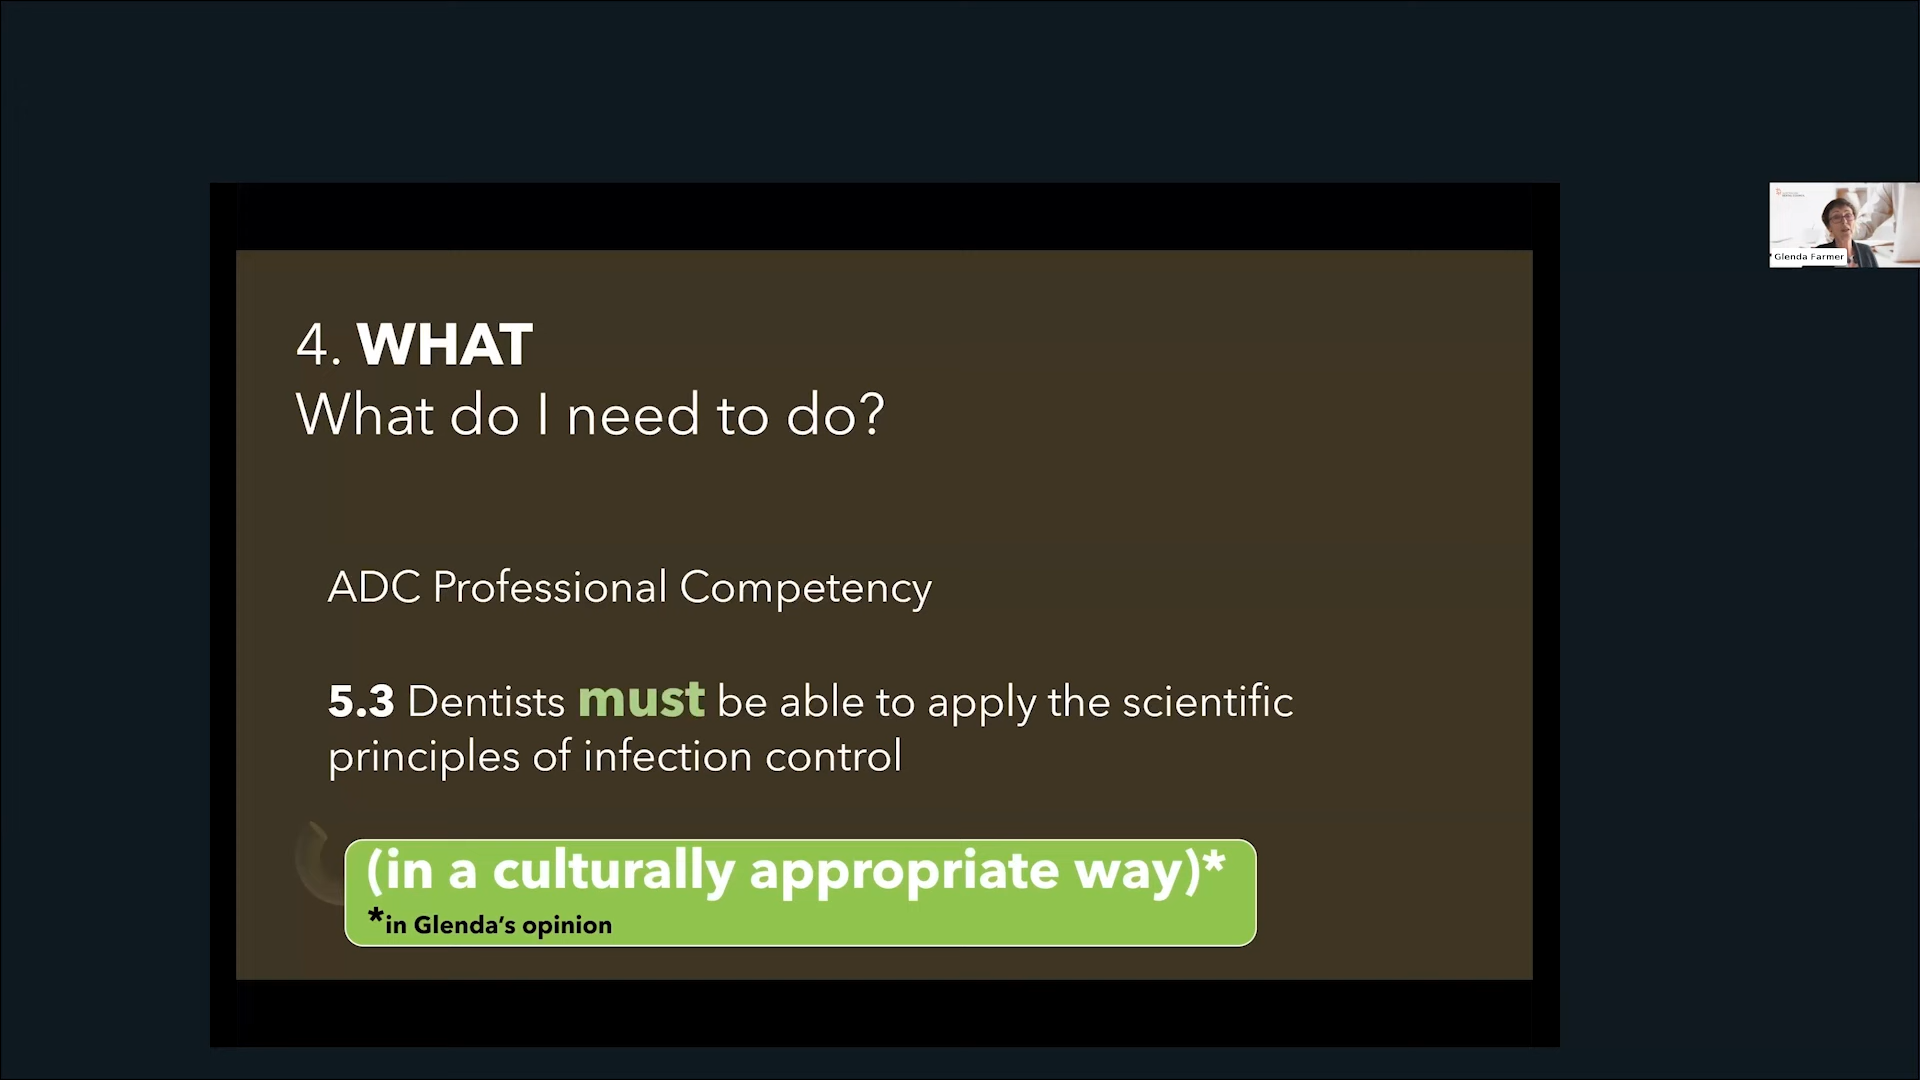 4. WHAT
What do I need to do?
ADC Professional Competency
5.3 Dentists must be able to apply the scientific
principles of infection control
(in a culturally appropriate way)*
*in Glenda’s opinion
Glenda Farmer